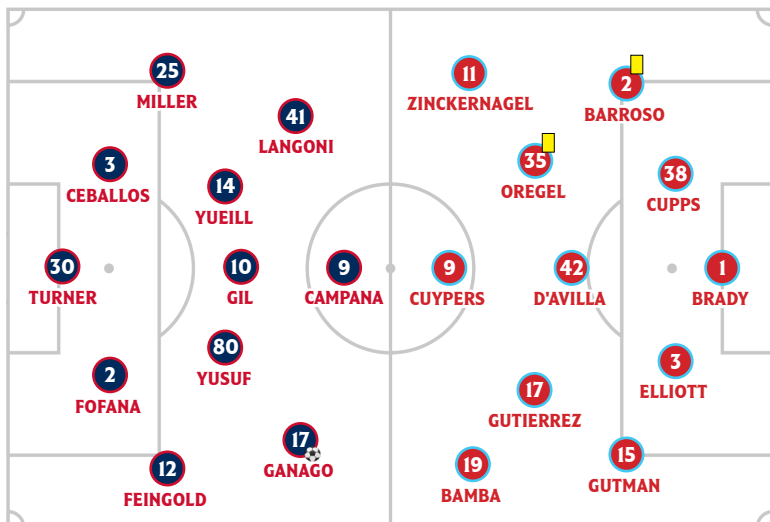 25
MILLER
41
LANGONI
3
CEBALLOS
14
YUEILL
30
TURNER
10
GIL
9
CAMPANA
80
YUSUF
2
FOFANA
17
GANAGO
12
FEINGOLD
11
ZINCKERNAGEL
2
BARROSO
35
OREGEL
38
CUPPS
9
CUYPERS
42
D'AVILLA
1
BRADY
3
ELLIOTT
17
GUTIERREZ
19
BAMBA
15
GUTMAN